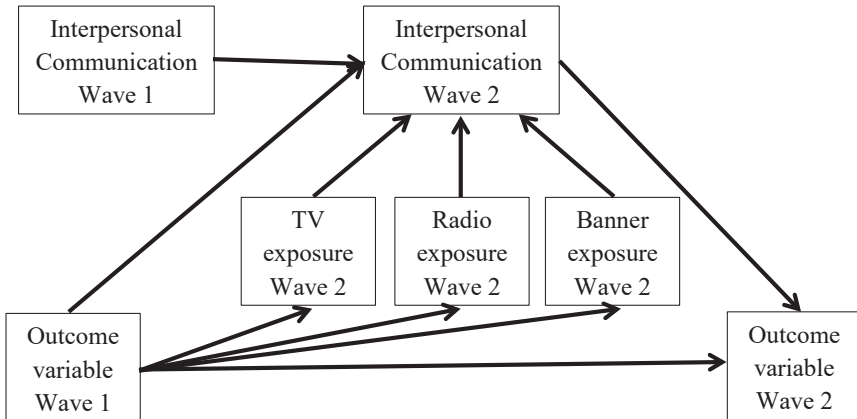 Interpersonal
Communication
Wave 1
Interpersonal
Communication
Wave 2
TV
exposure
Wave 2
Radio
exposure
Wave 2
Banner
exposure
Wave 2
Outcome
variable
Wave 1
Outcome
variable
Wave 2